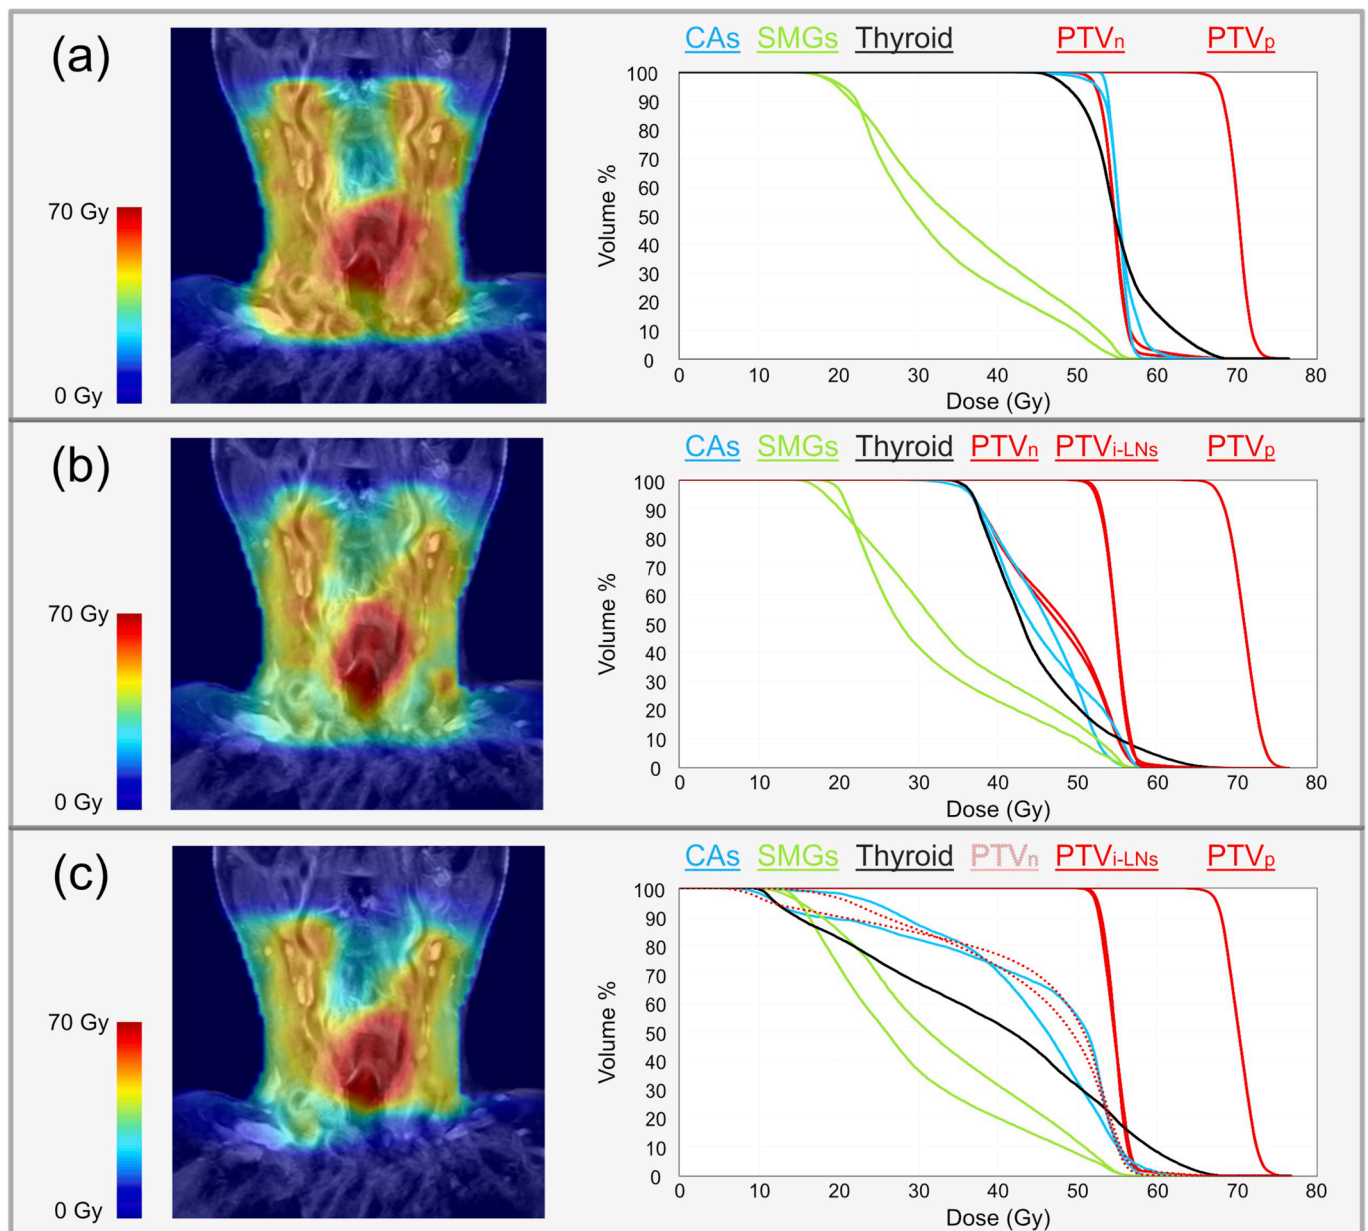 (a)
70 Gy
0 Gy
CAs SMGs Thyroid PTVn PTVp
Volume %
100
90
80
70
60
50
40
30
20
10
0
0 10 20 30 40 50 60 70 80
Dose (Gy)
(b)
70 Gy
0 Gy
CAs SMGs Thyroid PTVn PTVi-LNs PTVp
Volume %
100
90
80
70
60
50
40
30
20
10
0
0 10 20 30 40 50 60 70 80
Dose (Gy)
(c)
70 Gy
0 Gy
CAs SMGs Thyroid PTVn PTVi-LNs PTVp
Volume %
100
90
80
70
60
50
40
30
20
10
0
0 10 20 30 40 50 60 70 80
Dose (Gy)